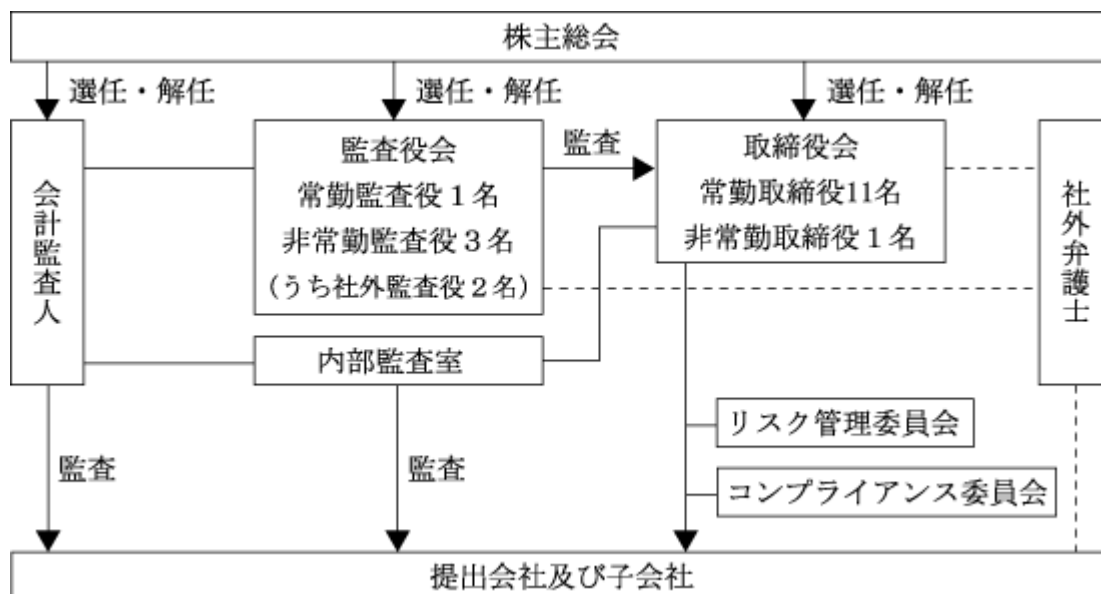 株主総会
選任・解任
選任・解任
選任・解任
会計監査人
監査役会
常勤監査役１名
非常勤監査役３名
(うち社外監査役２名)
監査
取締役会
常勤取締役11名
非常勤取締役１名
社外弁護士
内部監査室
リスク管理委員会
監査
監査
コンプライアンス委員会
提出会社及び子会社